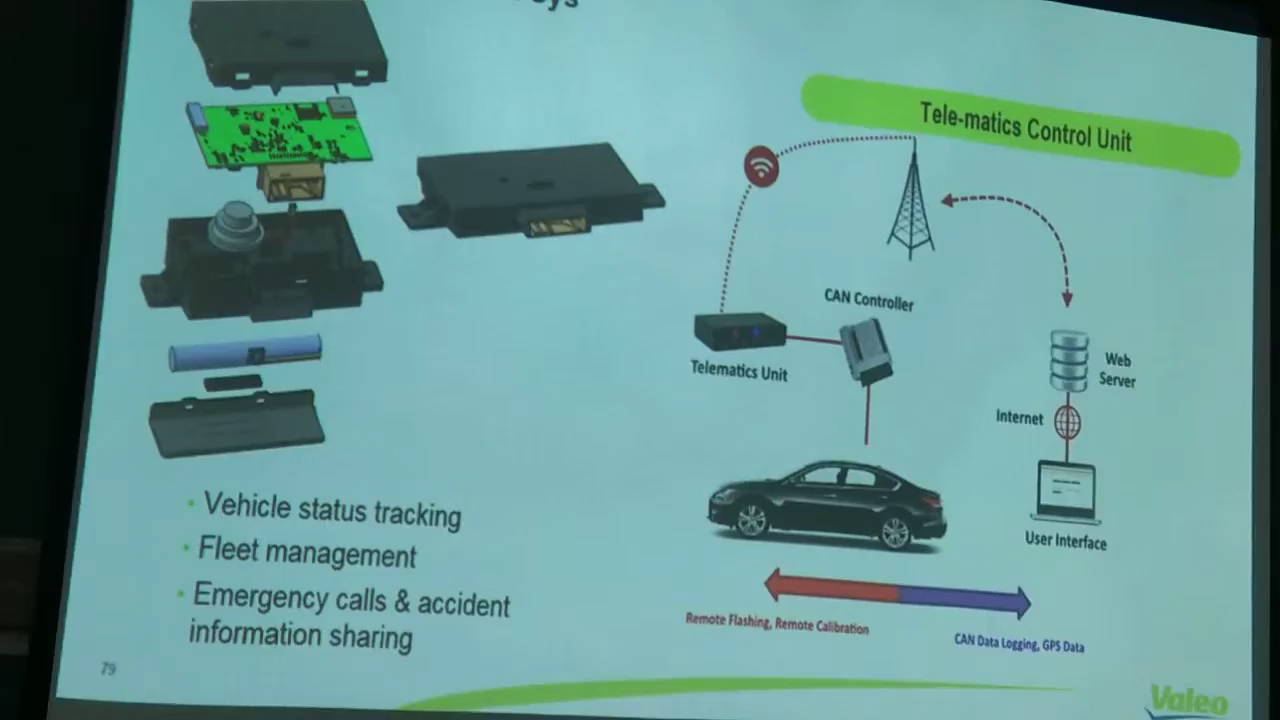 Tele-matics Control Unit
CAN Controller
Telematics Unit
Web
Server
Internet
User Interface
Vehicle status tracking
Fleet management
Emergency calls & accident
information sharing
Remote Flashing, Remote Calibration
CAN Data Logging, GPS Data
79
Valeo